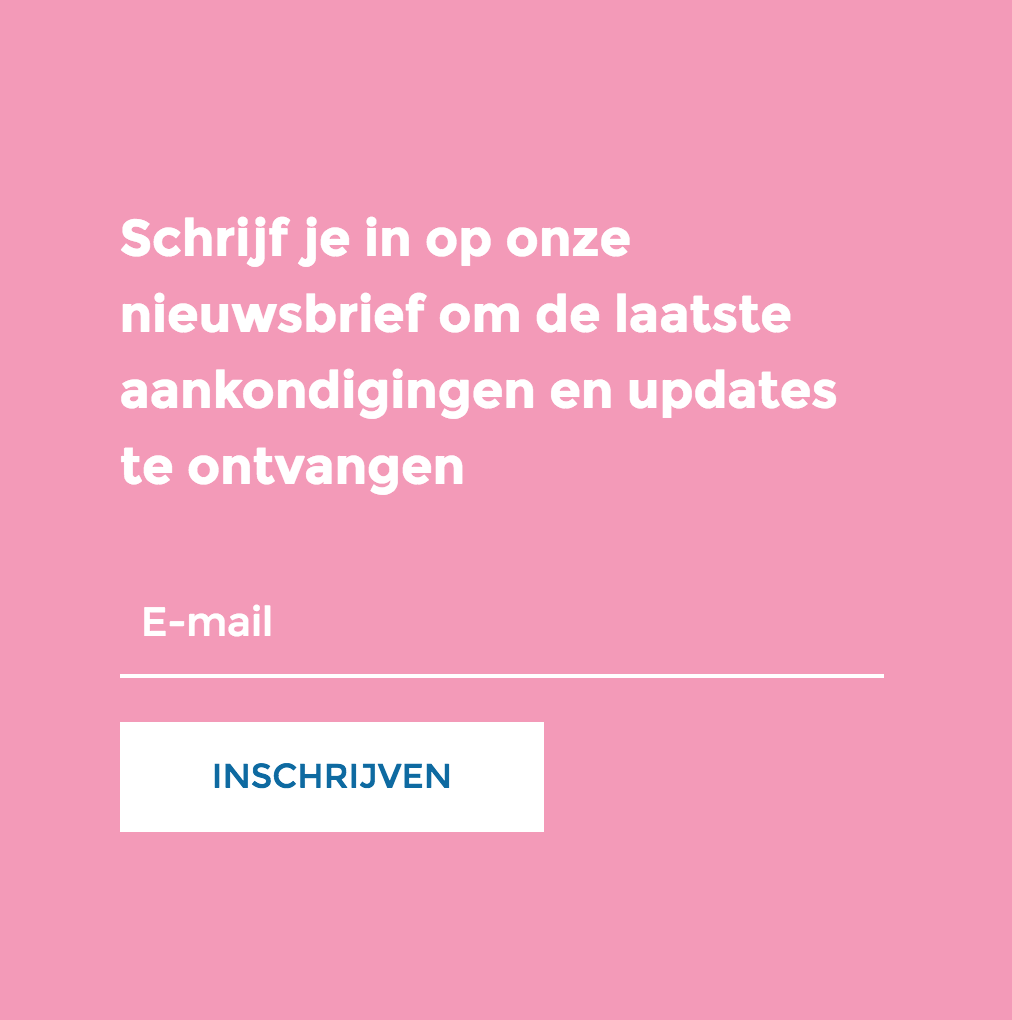 Schrijf je in op onze
nieuwsbrief om de laatste
aankondigingen en updates
te ontvangen
E-mail
INSCHRIJVEN